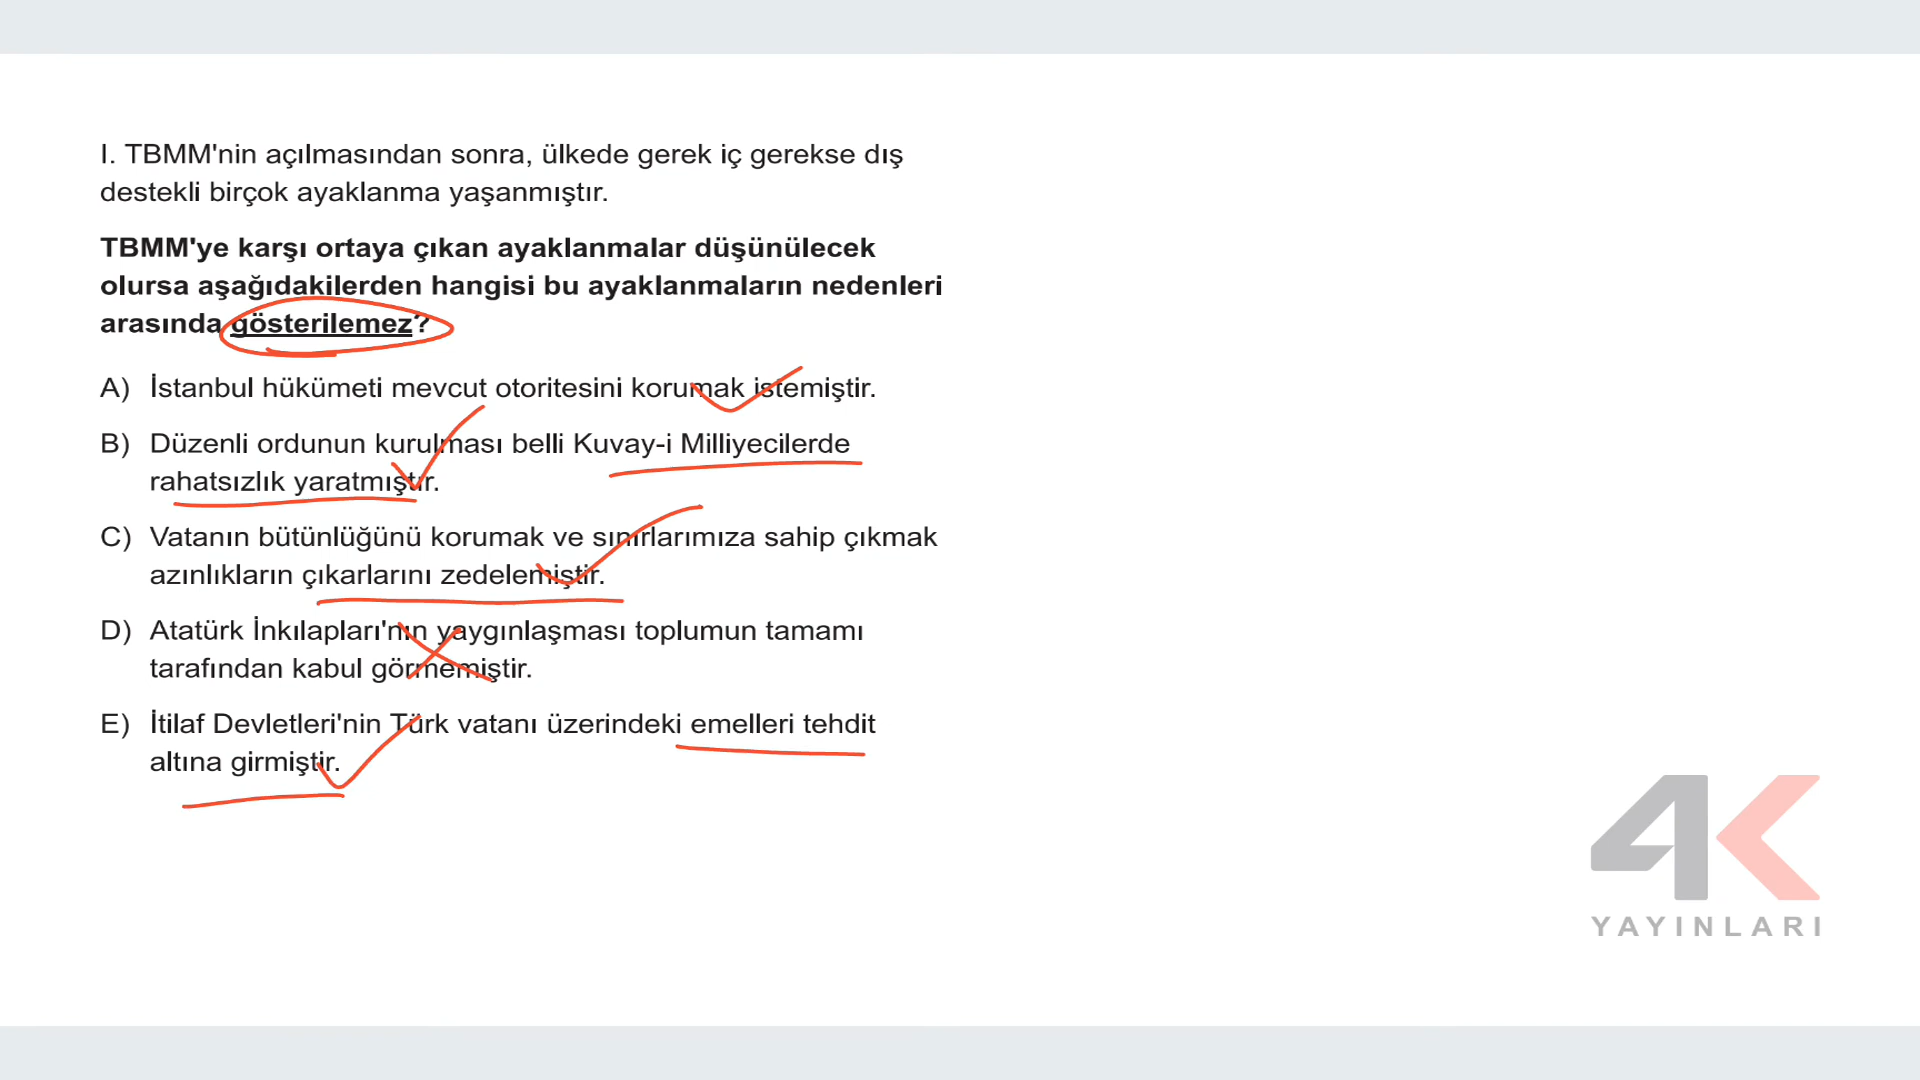 I. TBMM'nin açılmasından sonra, ülkede gerek iç gerekse dış
destekli birçok ayaklanma yaşanmıştır.
TBMM'ye karşı ortaya çıkan ayaklanmalar düşünülecek
olursa aşağıdakilerden hangisi bu ayaklanmaların nedenleri
arasında gösterilemez?
A) İstanbul hükümeti mevcut otoritesini korumak istemiştir.
B) Düzenli ordunun kurulması belli Kuvay-i Milliyecilerde
rahatsızlık yaratmıştır.
C) Vatanın bütünlüğünü korumak ve sınırlarımıza sahip çıkmak
azınlıkların çıkarlarını zedelemiştir.
D) Atatürk İnkılapları'nın yaygınlaşması toplumun tamamı
tarafından kabul görmemiştir.
E) İtilaf Devletleri'nin Türk vatanı üzerindeki emelleri tehdit
altına girmiştir.
4K
YAYINLARI